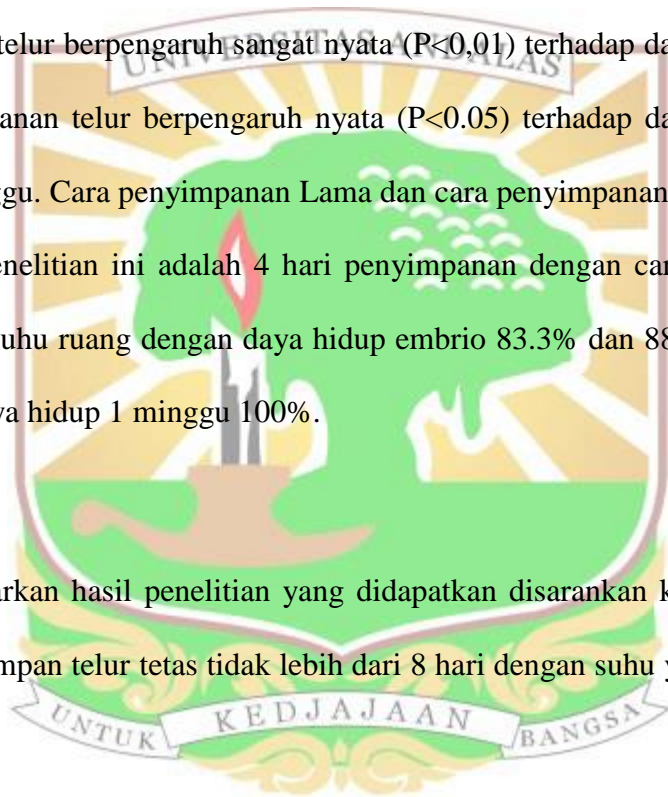 telur berpengaruh sangat nyata (P<0,01) terhadap da
UNIVERSITAS ANDALAS
anan telur berpengaruh nyata (P<0.05) terhadap da
ggu. Cara penyimpanan Lama dan cara penyimpanan
enelitian ini adalah 4 hari penyimpanan dengan car
uhu ruang dengan daya hidup embrio 83.3% dan 88
ya hidup 1 minggu 100%.
arkan hasil penelitian yang didapatkan disarankan k
mpan telur tetas tidak lebih dari 8 hari dengan suhu y
UNTUK KEDJAJAAN BANGSA